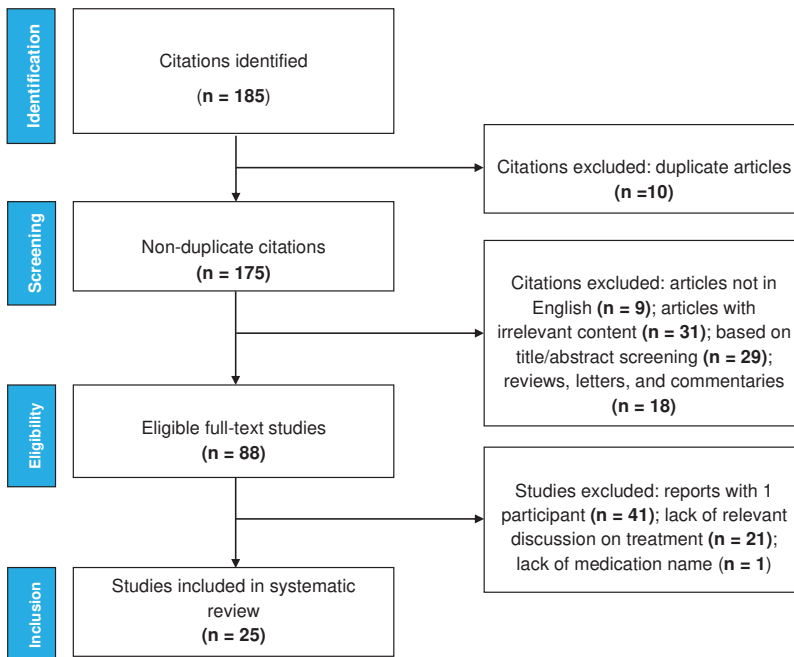 Identification
Citations identified
(n = 185)
Citations excluded: duplicate articles
(n =10)
Screening
Non-duplicate citations
(n = 175)
Citations excluded: articles not in
English (n = 9); articles with
irrelevant content (n = 31); based on
title/abstract screening (n = 29);
reviews, letters, and commentaries
(n = 18)
Eligibility
Eligible full-text studies
(n = 88)
Studies excluded: reports with 1
participant (n = 41); lack of relevant
discussion on treatment (n = 21);
lack of medication name (n = 1)
Inclusion
Studies included in systematic
review
(n = 25)